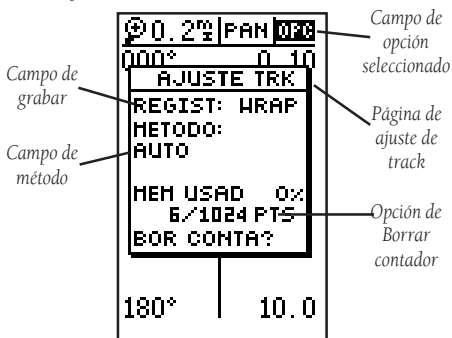 Campo de
opción
seleccionado
Campo de
grabar
Campo de
método
Página de
ajuste de
track
Opción de
Borrar
contador
0.2 PAN OPC
000° 0.10
AJUSTE TRK
REGIST: WRAP
METODO:
AUTO
MEM USAD 0%
6/1024 PTS
BOR CONTA?
180° 10.0